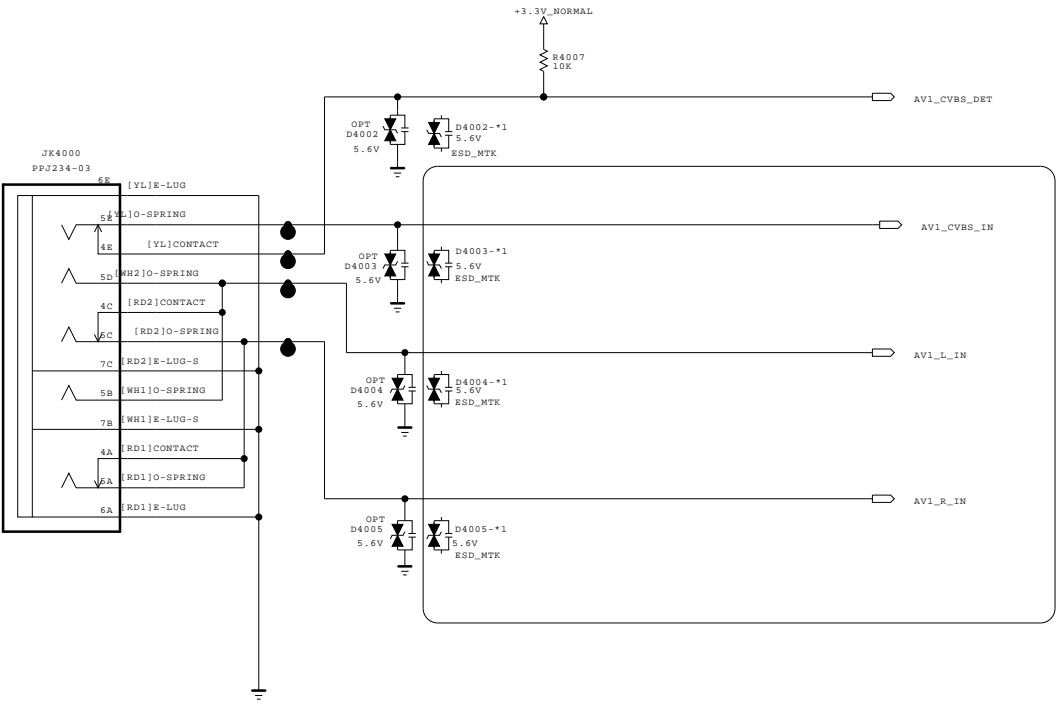 +3.3V_NORMAL
R4007
10K
AV1_CVBS_DET
OPT
D4002
5.6V
D4002-*1
5.6V
ESD_MTK
JK4000
PPJ234-03
6E
[YL]E-LUG
5E
[YL]O-SPRING
4E
[YL]CONTACT
5D
[WH2]O-SPRING
4C
[RD2]CONTACT
5C
[RD2]O-SPRING
7C
[RD2]E-LUG-S
5B
[WH1]O-SPRING
7B
[WH1]E-LUG-S
4A
[RD1]CONTACT
5A
[RD1]O-SPRING
6A
[RD1]E-LUG
AV1_CVBS_IN
OPT
D4003
5.6V
D4003-*1
5.6V
ESD_MTK
AV1_L_IN
OPT
D4004
5.6V
D4004-*1
5.6V
ESD_MTK
AV1_R_IN
OPT
D4005
5.6V
D4005-*1
5.6V
ESD_MTK